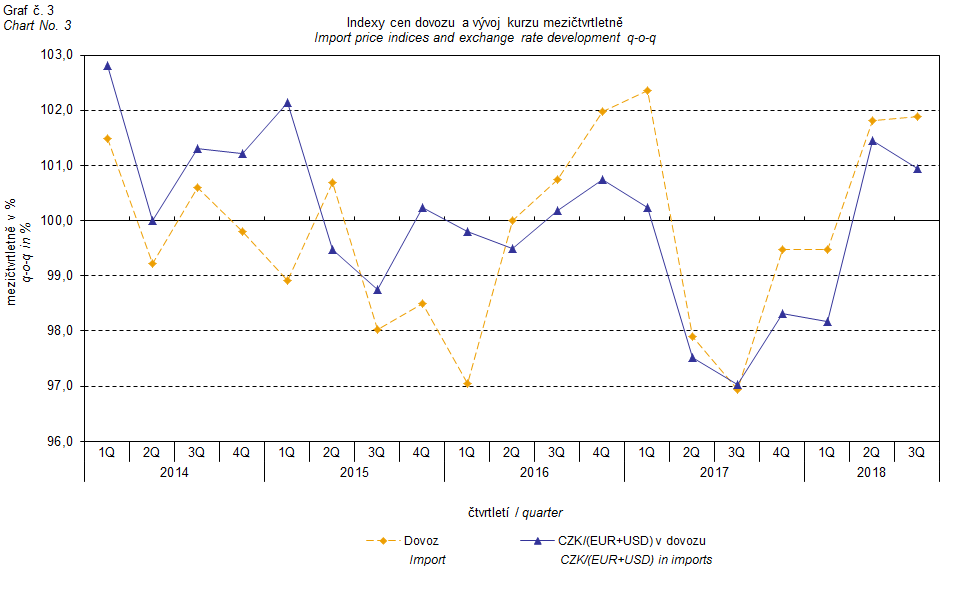 Graf č. 3
Chart No. 3
Indexy cen dovozu a vývoj kurzu mezičtvrtletně
Import price indices and exchange rate development q-o-q
mezičtvrtletně v %
q-o-q in %
103,0
102,0
101,0
100,0
99,0
98,0
97,0
96,0
1Q 2Q 3Q 4Q 1Q 2Q 3Q 4Q 1Q 2Q 3Q 4Q 1Q 2Q 3Q 4Q 1Q 2Q 3Q
2014 2015 2016 2017 2018
čtvrtletí / quarter
Dovoz CZK/(EUR+USD) v dovozu
Import CZK/(EUR+USD) in imports